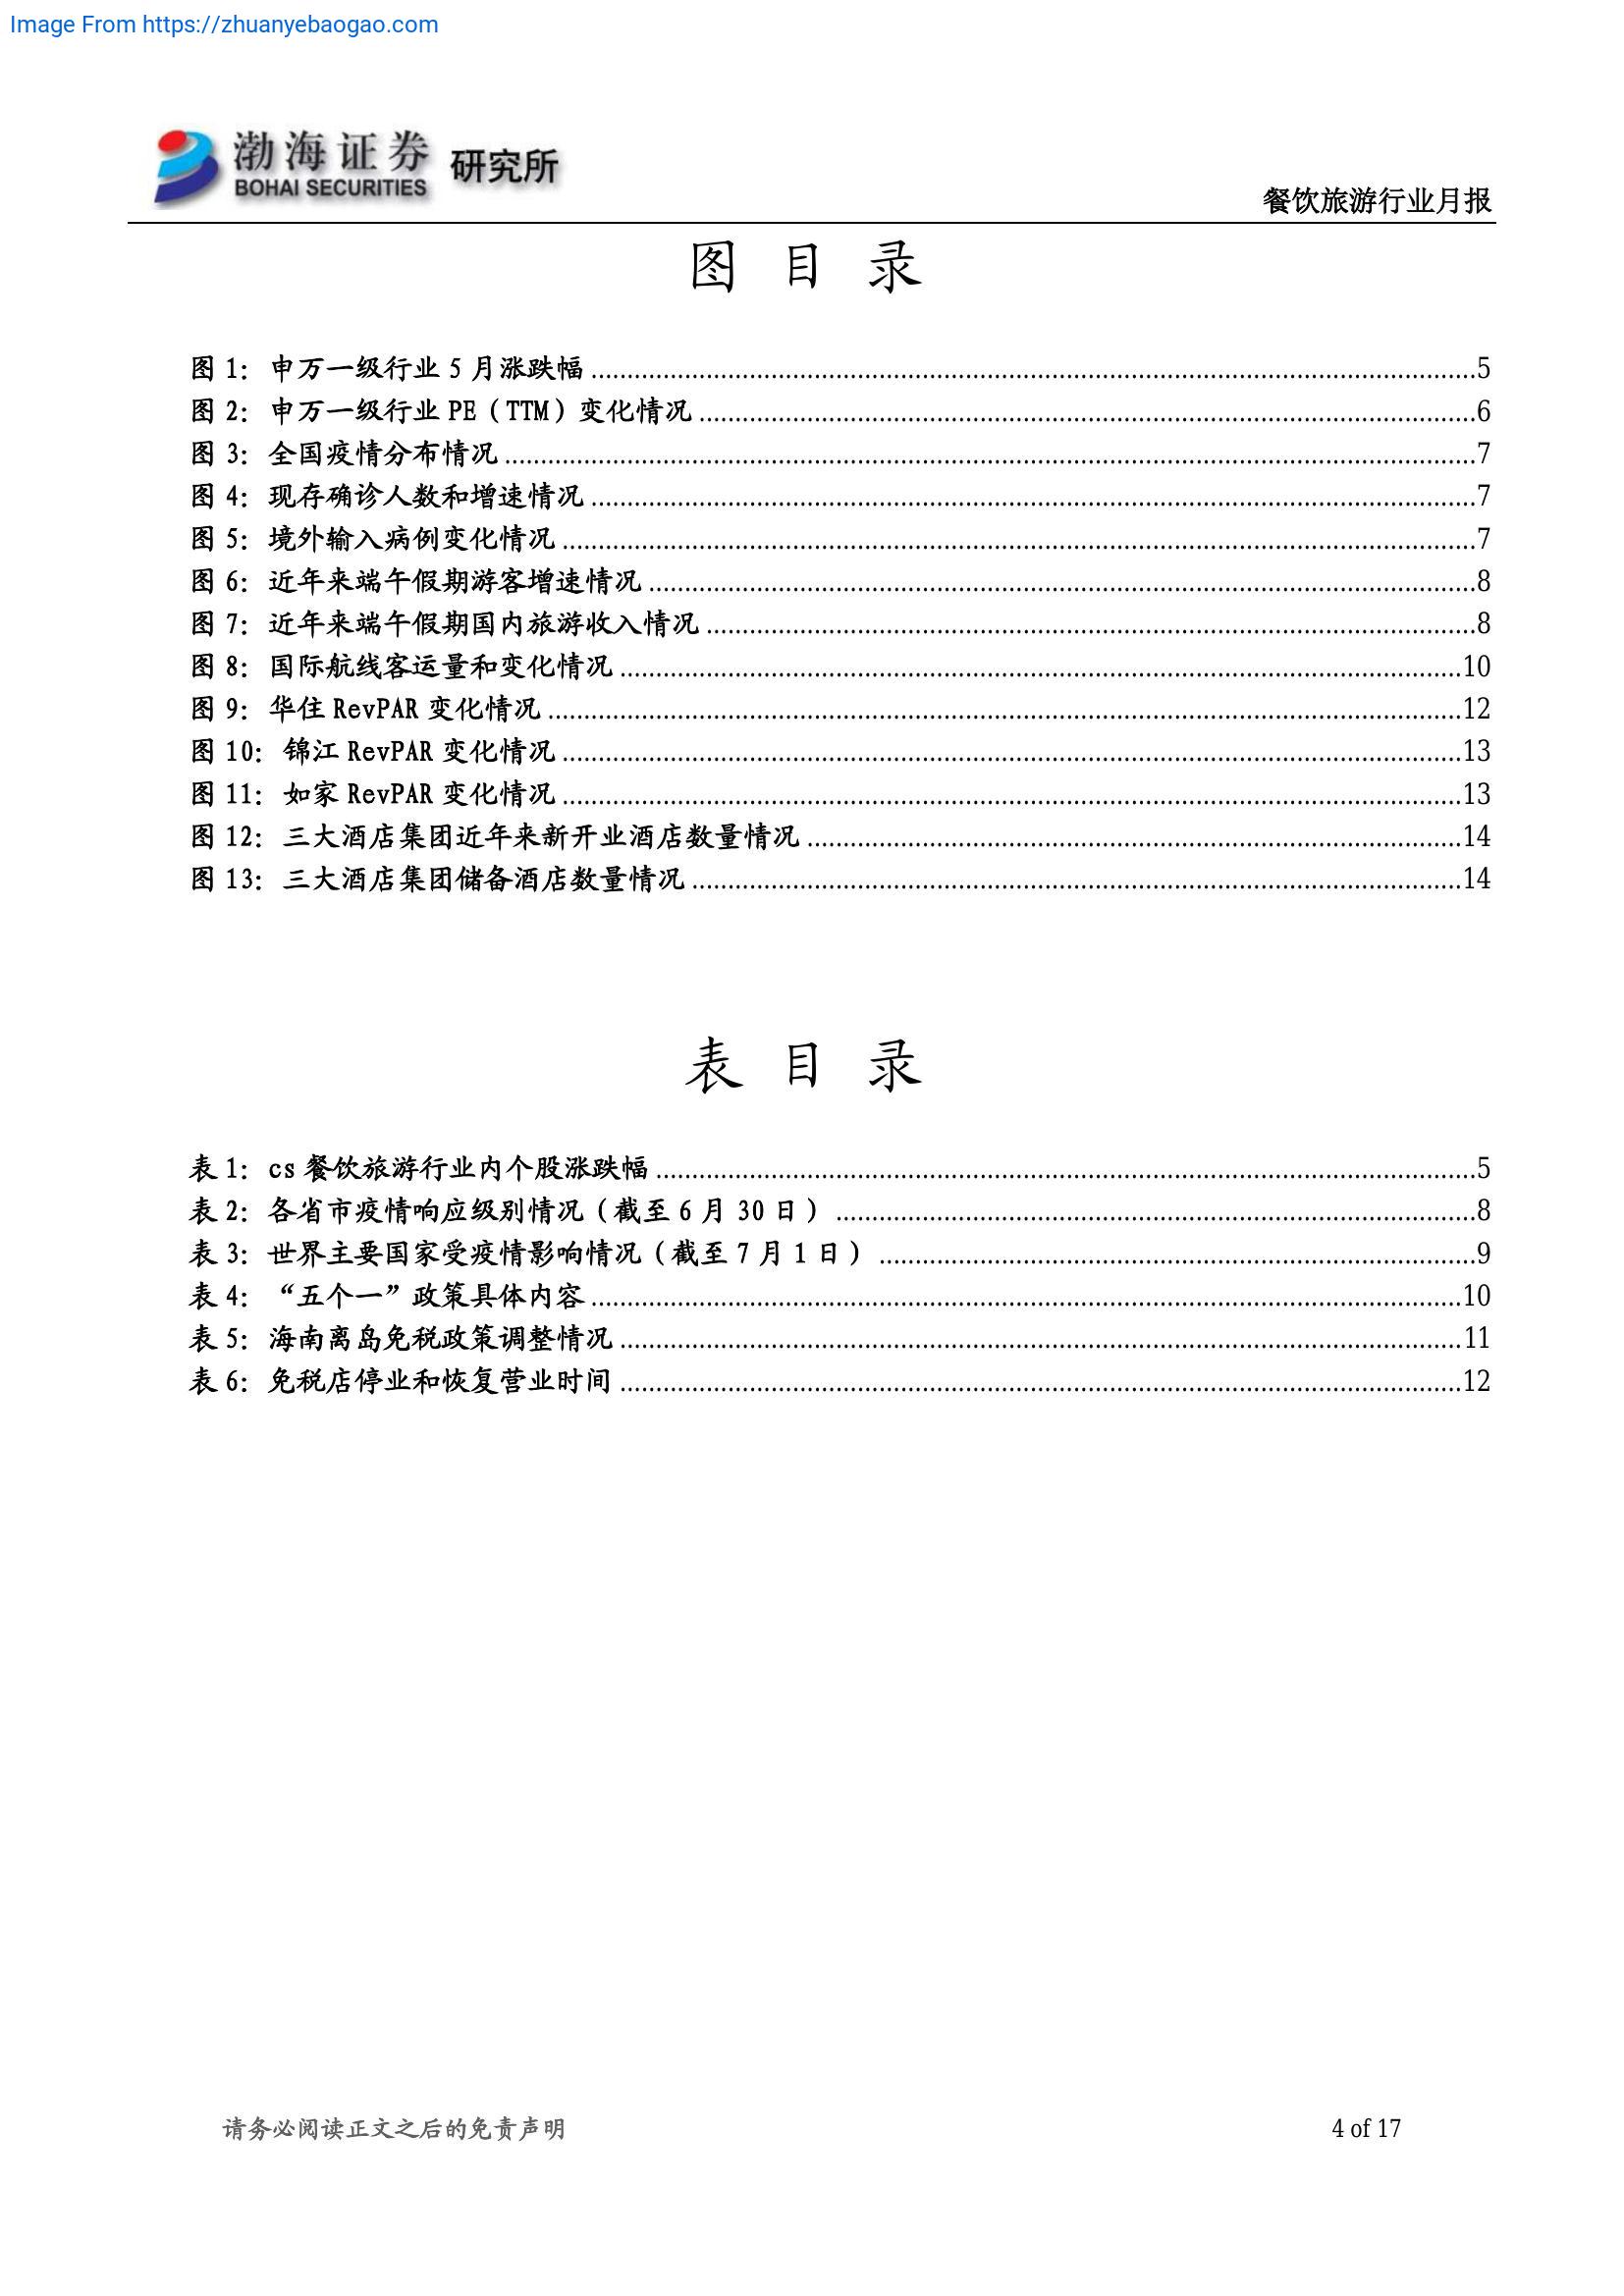 Image From https://zhuanyebaogao.com
渤海证券 研究所
BOHAI SECURITIES
餐饮旅游行业月报
图 目 录
图 1：申万一级行业 5 月涨跌幅 5
图 2：申万一级行业 PE（TTM）变化情况 6
图 3：全国疫情分布情况 7
图 4：现存确诊人数和增速情况 7
图 5：境外输入病例变化情况 7
图 6：近年来端午假期游客增速情况 8
图 7：近年来端午假期国内旅游收入情况 8
图 8：国际航线客运量和变化情况 10
图 9：华住 RevPAR 变化情况 12
图 10：锦江 RevPAR 变化情况 13
图 11：如家 RevPAR 变化情况 13
图 12：三大酒店集团近年来新开业酒店数量情况 14
图 13：三大酒店集团储备酒店数量情况 14
表 目 录
表 1：cs 餐饮旅游行业内个股涨跌幅 5
表 2：各省市疫情响应级别情况（截至 6 月 30 日） 8
表 3：世界主要国家受疫情影响情况（截至 7 月 1 日） 9
表 4：“五个一”政策具体内容 10
表 5：海南离岛免税政策调整情况 11
表 6：免税店停业和恢复营业时间 12
请务必阅读正文之后的免责声明 4 of 17